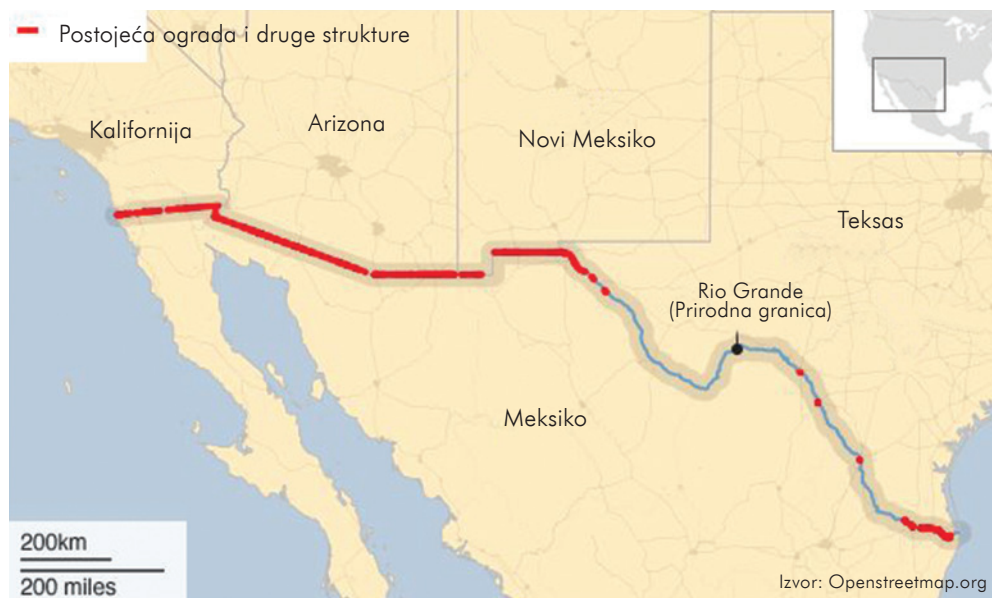 Postojeća ograda i druge strukture
Kalifornija
Arizona
Novi Meksiko
Teksas
Rio Grande
(Prirodna granica)
Meksiko
200km
200 miles
Izvor: Openstreetmap.org